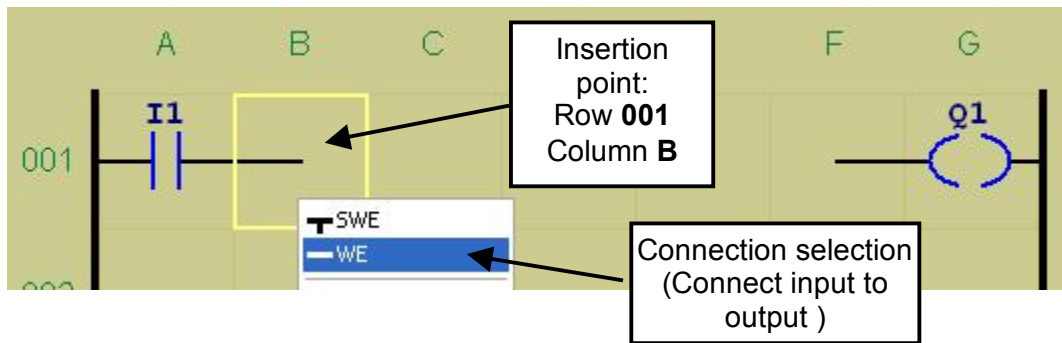 A B C F G
Insertion
point:
Row 001
Column B
I1 Q1
001
SWE
WE
Connection selection
(Connect input to
output )